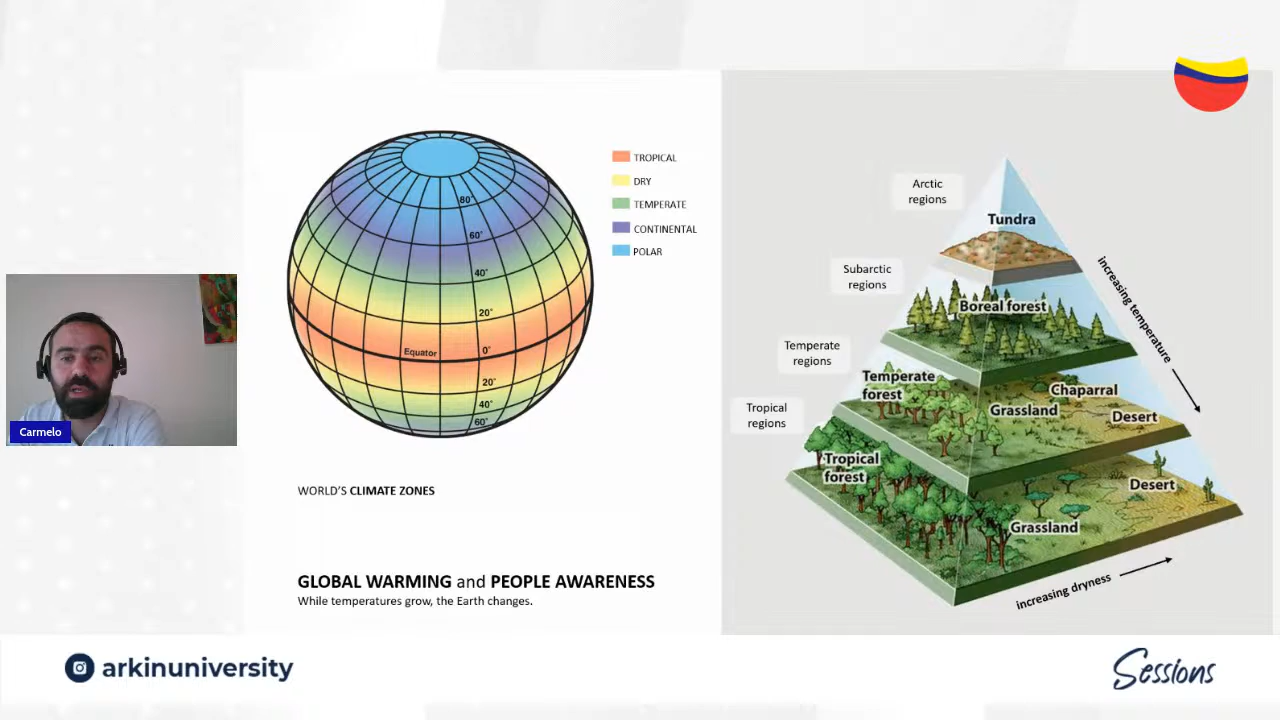 TROPICAL
DRY
TEMPERATE
CONTINENTAL
POLAR
80°
60°
40°
20°
Equator
0°
20°
40°
60°
WORLD'S CLIMATE ZONES
GLOBAL WARMING and PEOPLE AWARENESS
While temperatures grow, the Earth changes.
Arctic
regions
Tundra
Subarctic
regions
Boreal forest
increasing temperature
Temperate
regions
Temperate
forest
Chaparral
Grassland
Desert
Tropical
regions
Tropical
forest
Desert
Grassland
increasing dryness
Carmelo
arkinuniversity
Sessions